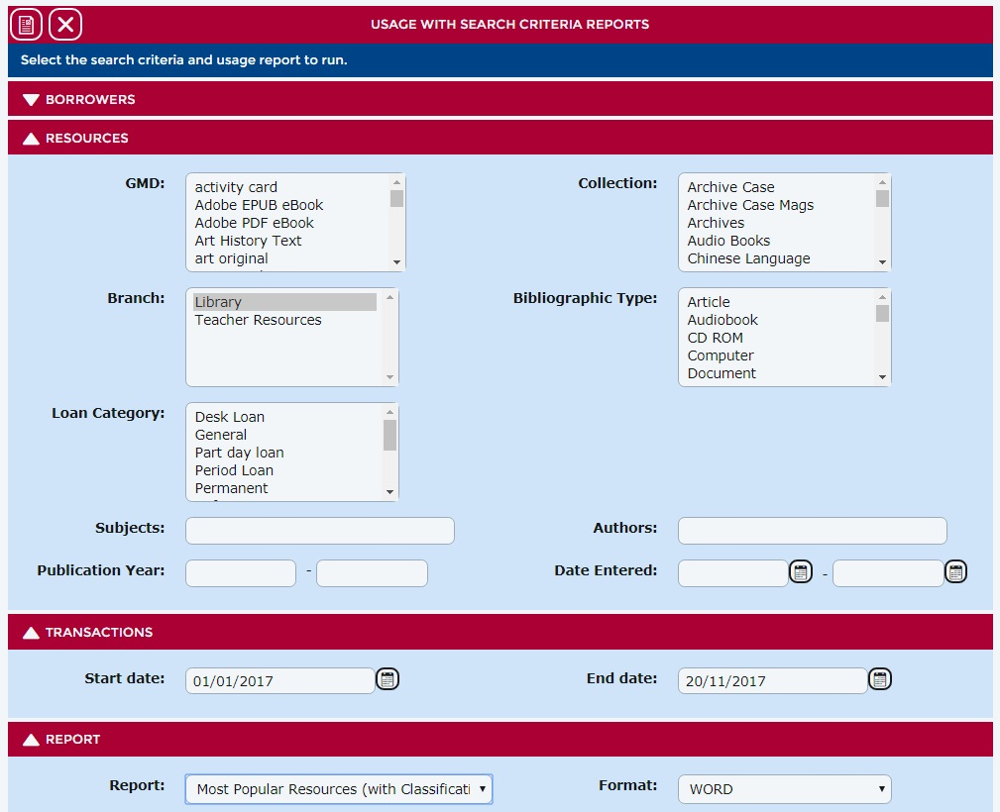 USAGE WITH SEARCH CRITERIA REPORTS
Select the search criteria and usage report to run.
BORROWERS
RESOURCES
GMD:
activity card
Adobe EPUB eBook
Adobe PDF eBook
Art History Text
art original
Collection:
Archive Case
Archive Case Mags
Archives
Audio Books
Chinese Language
Branch:
Library
Teacher Resources
Bibliographic Type:
Article
Audiobook
CD ROM
Computer
Document
Loan Category:
Desk Loan
General
Part day loan
Period Loan
Permanent
Subjects:
Authors:
Publication Year: -
Date Entered: -
TRANSACTIONS
Start date: 01/01/2017
End date: 20/11/2017
REPORT
Report: Most Popular Resources (with Classificati
Format: WORD